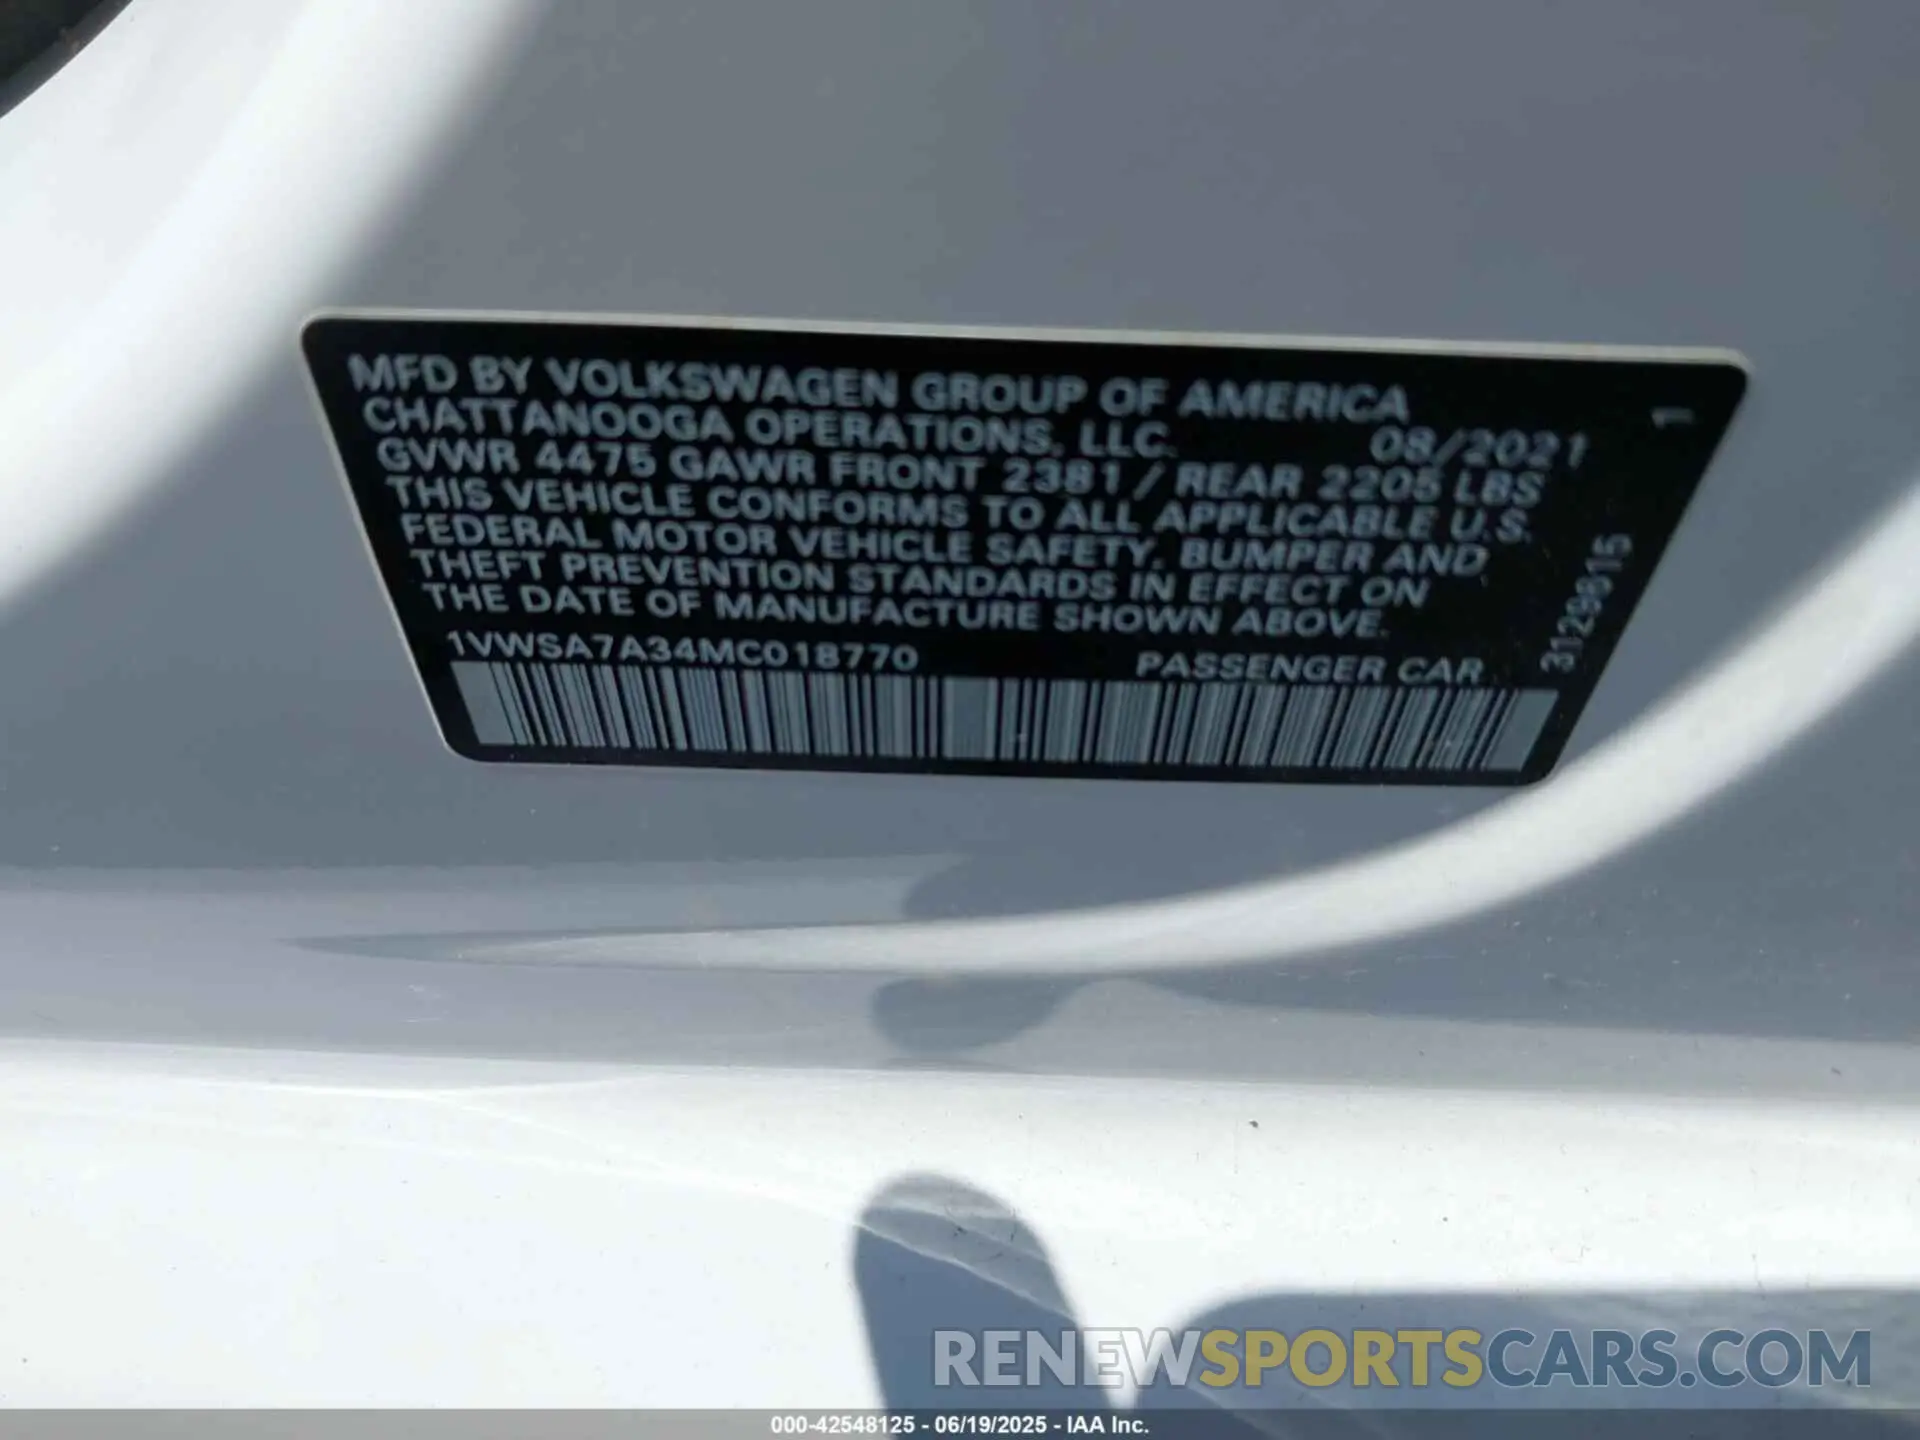 MFD BY VOLKSWAGEN GROUP OF AMERICA
CHATTANOOGA OPERATIONS, LLC. 08/2021 1
GVWR 4475 GAWR FRONT 2381 / REAR 2205 LBS
THIS VEHICLE CONFORMS TO ALL APPLICABLE U.S.
FEDERAL MOTOR VEHICLE SAFETY, BUMPER AND
THEFT PREVENTION STANDARDS IN EFFECT ON
THE DATE OF MANUFACTURE SHOWN ABOVE.
1VWSA7A34MC018770 PASSENGER CAR
31129815
RENEWSPORTSCARS.COM
000-42548125 - 06/19/2025 - IAA Inc.